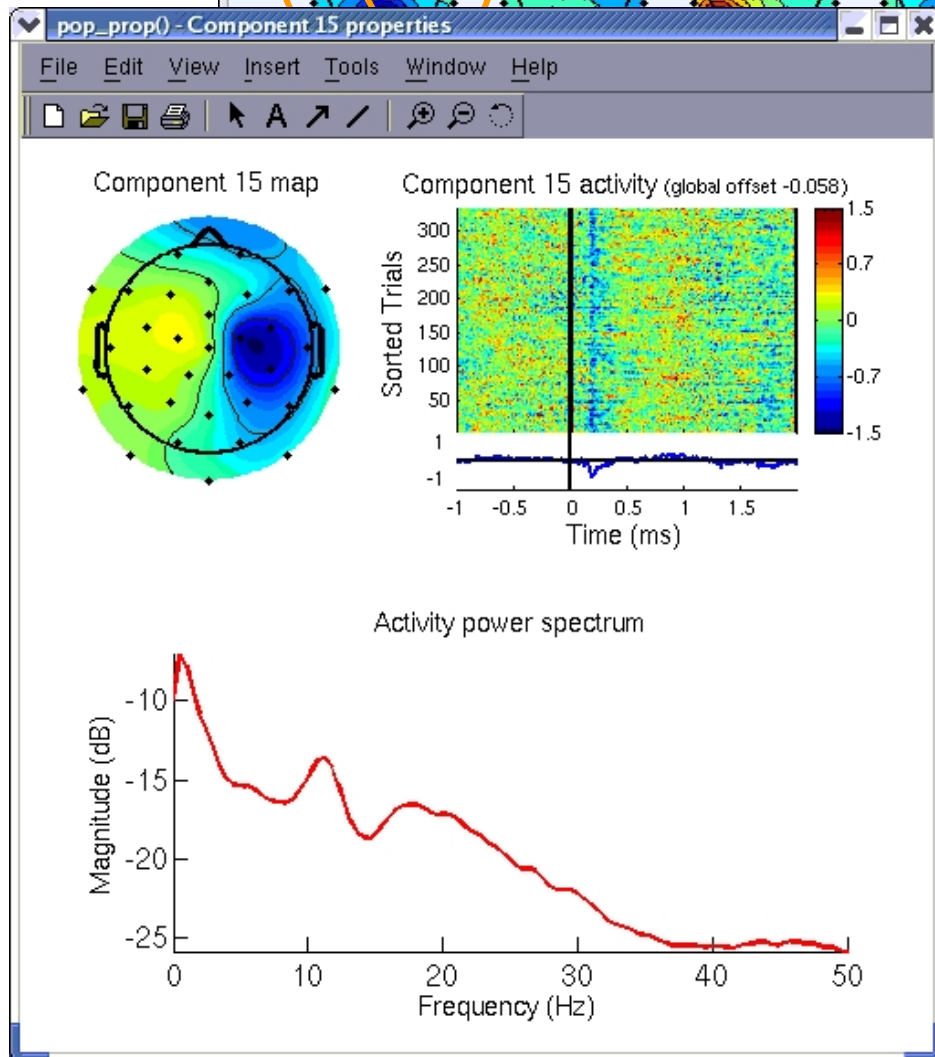 pop_prop() - Component 15 properties
File Edit View Insert Tools Window Help
A
Component 15 map
Component 15 activity (global offset -0.058)
Sorted Trials
300
250
200
150
100
50
1
-1
-1 -0.5 0 0.5 1 1.5
Time (ms)
1.5
0.7
0
-0.7
-1.5
Activity power spectrum
Magnitude (dB)
-10
-15
-20
-25
0 10 20 30 40 50
Frequency (Hz)